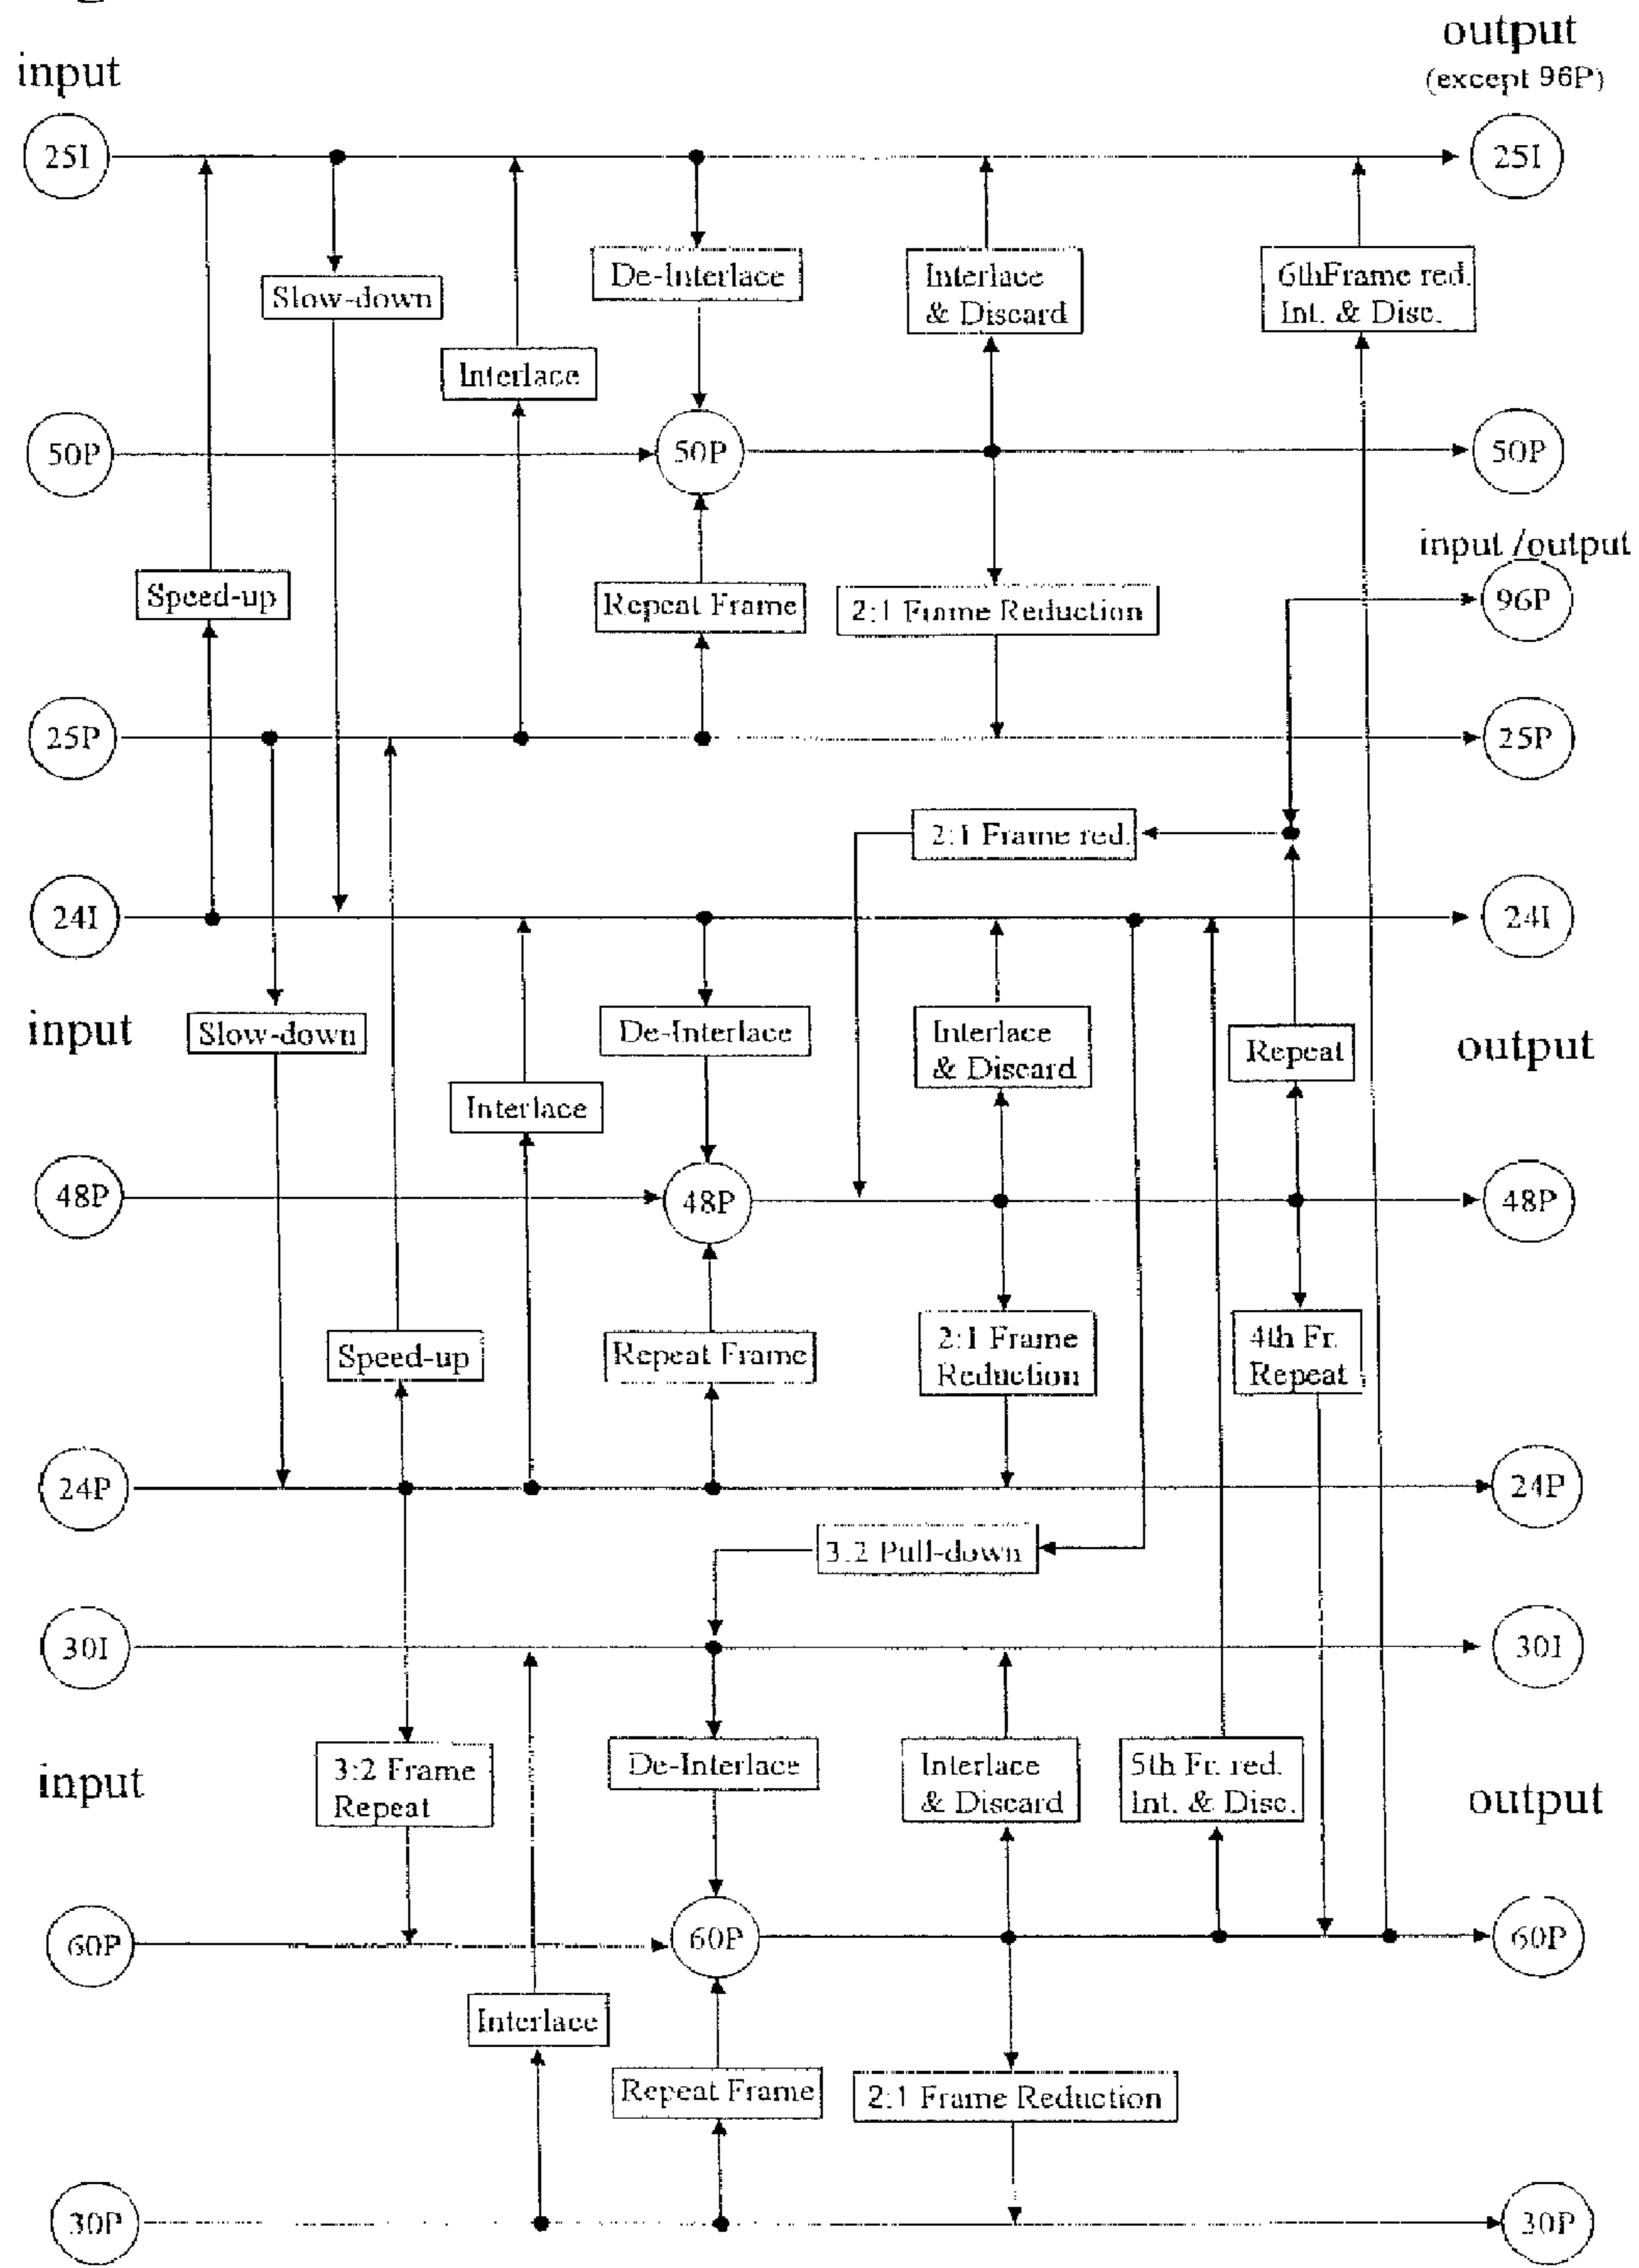 output
input
(except 96P)
25I
25I
De-Interlace
Interlace
& Discard
6thFrame red.
Int. & Disc.
Slow-down
Interlace
50P
50P
50P
input /output
Speed-up
Repeat Frame
2:1 Frame Reduction
96P
25P
25P
2:1 Frame red.
24I
24I
input
Slow-down
De-Interlace
Interlace
& Discard
Repeat
output
Interlace
48P
48P
48P
Speed-up
Repeat Frame
2:1 Frame
Reduction
4th Fr.
Repeat
24P
24P
3:2 Pull-down
30I
30I
input
3:2 Frame
Repeat
De-Interlace
Interlace
& Discard
5th Fr. red.
Int. & Disc.
output
60P
60P
60P
Interlace
Repeat Frame
2:1 Frame Reduction
30P
30P